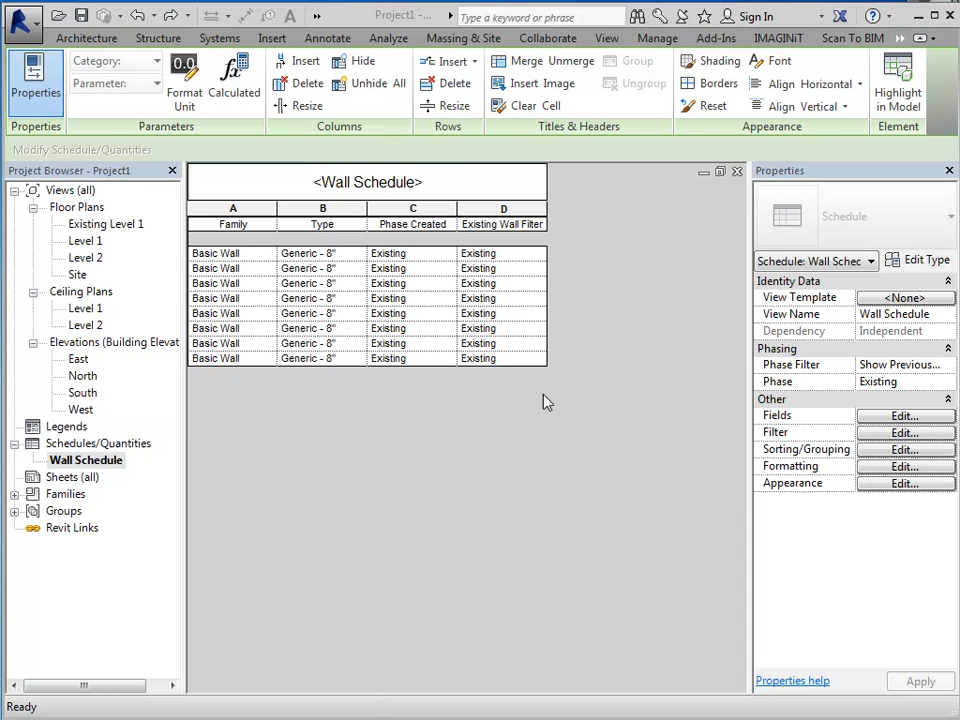 Project1 -...
Type a keyword or phrase
Sign In
Architecture Structure Systems Insert Annotate Analyze Massing & Site Collaborate View Manage Add-Ins IMAGINiT Scan To BIM
Properties
Properties
Category:
Parameter:
0.0
Format
Unit
Calculated
Parameters
Insert
Delete
Resize
Hide
Unhide All
Columns
Insert
Delete
Resize
Rows
Merge Unmerge
Insert Image
Clear Cell
Group
Ungroup
Titles & Headers
Shading
Borders
Reset
Font
Align Horizontal
Align Vertical
Appearance
Highlight
in Model
Element
Modify Schedule/Quantities
Project Browser - Project1
Views (all)
Floor Plans
Existing Level 1
Level 1
Level 2
Site
Ceiling Plans
Level 1
Level 2
Elevations (Building Elevat
East
North
South
West
Legends
Schedules/Quantities
Wall Schedule
Sheets (all)
Families
Groups
Revit Links
<Wall Schedule>
A B C D
Family Type Phase Created Existing Wall Filter
Basic Wall Generic - 8" Existing Existing
Basic Wall Generic - 8" Existing Existing
Basic Wall Generic - 8" Existing Existing
Basic Wall Generic - 8" Existing Existing
Basic Wall Generic - 8" Existing Existing
Basic Wall Generic - 8" Existing Existing
Basic Wall Generic - 8" Existing Existing
Basic Wall Generic - 8" Existing Existing
Properties
Schedule
Schedule: Wall Schec
Edit Type
Identity Data
View Template <None>
View Name Wall Schedule
Dependency Independent
Phasing
Phase Filter Show Previous...
Phase Existing
Other
Fields Edit...
Filter Edit...
Sorting/Grouping Edit...
Formatting Edit...
Appearance Edit...
Properties help
Apply
Ready